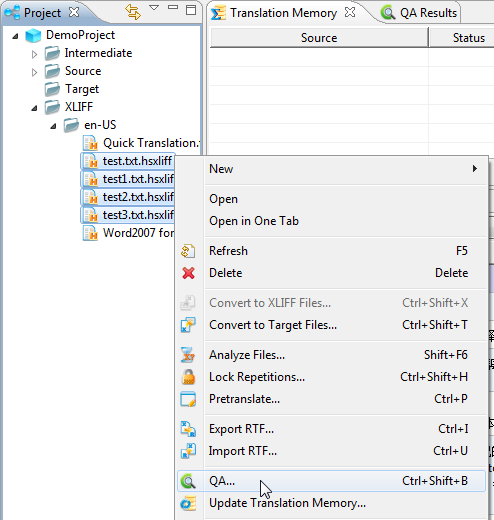 Project
Translation Memory
QA Results
DemoProject
Intermediate
Source
Target
XLIFF
en-US
Quick Translation.
test.txt.hsxliff
test1.txt.hsxlif
test2.txt.hsxlif
test3.txt.hsxlif
Word2007 for
Source Status
New
Open
Open in One Tab
Refresh F5
Delete Delete
Convert to XLIFF Files... Ctrl+Shift+X
Convert to Target Files... Ctrl+Shift+T
Analyze Files... Shift+F6
Lock Repetitions... Ctrl+Shift+H
Pretranslate... Ctrl+P
Export RTF... Ctrl+I
Import RTF... Ctrl+U
QA... Ctrl+Shift+B
Update Translation Memory...